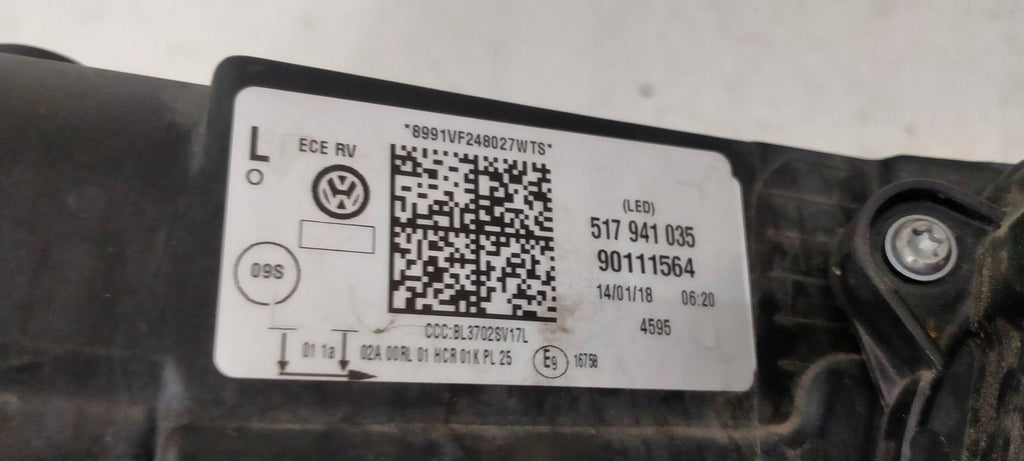 *8991VF248027WTS*
L
ECE RV
09S
(LED)
517 941 035
90111564
14/01/18 06:20
4595
CCC:BL3702SV17L
01 1a 02A 00RL 01 HCR 01K PL 25
E9 16758